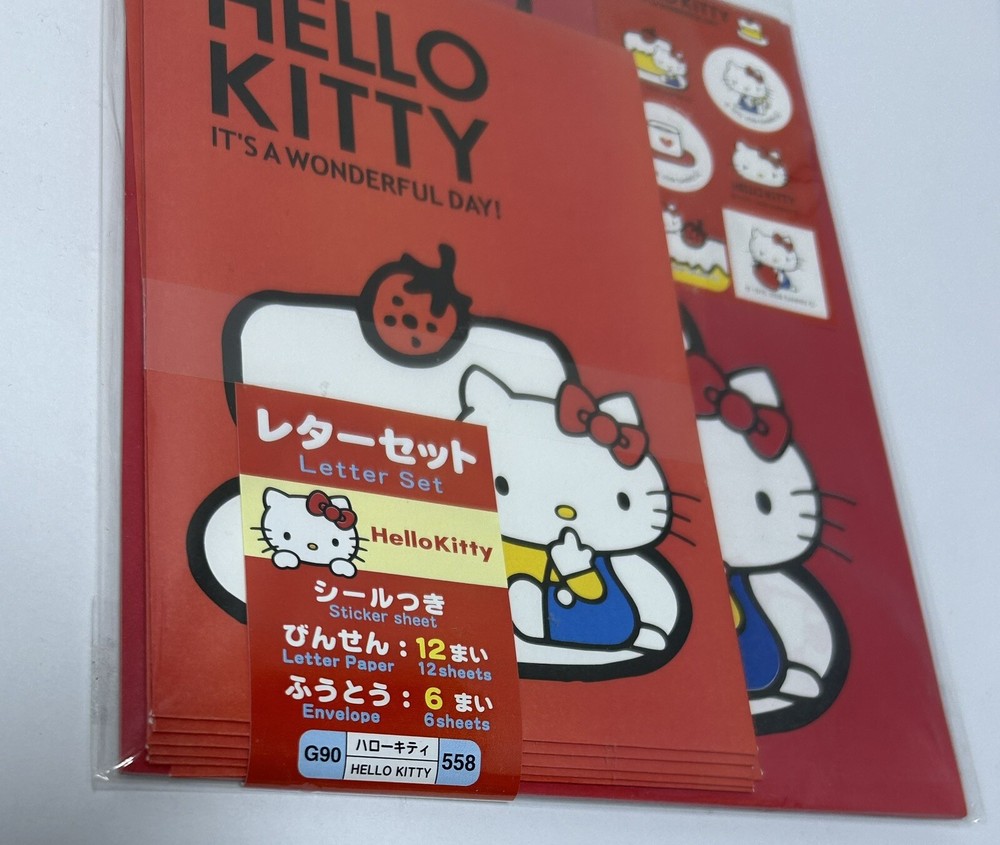 HELLO
KITTY
IT'S A WONDERFUL DAY!
レターセット
Letter Set
HelloKitty
シールつき
Sticker sheet
びんせん：12まい
Letter Paper 12sheets
ふうとう：6まい
Envelope 6sheets
G90 ハローキティ 558
HELLO KITTY
HELLO KITTY